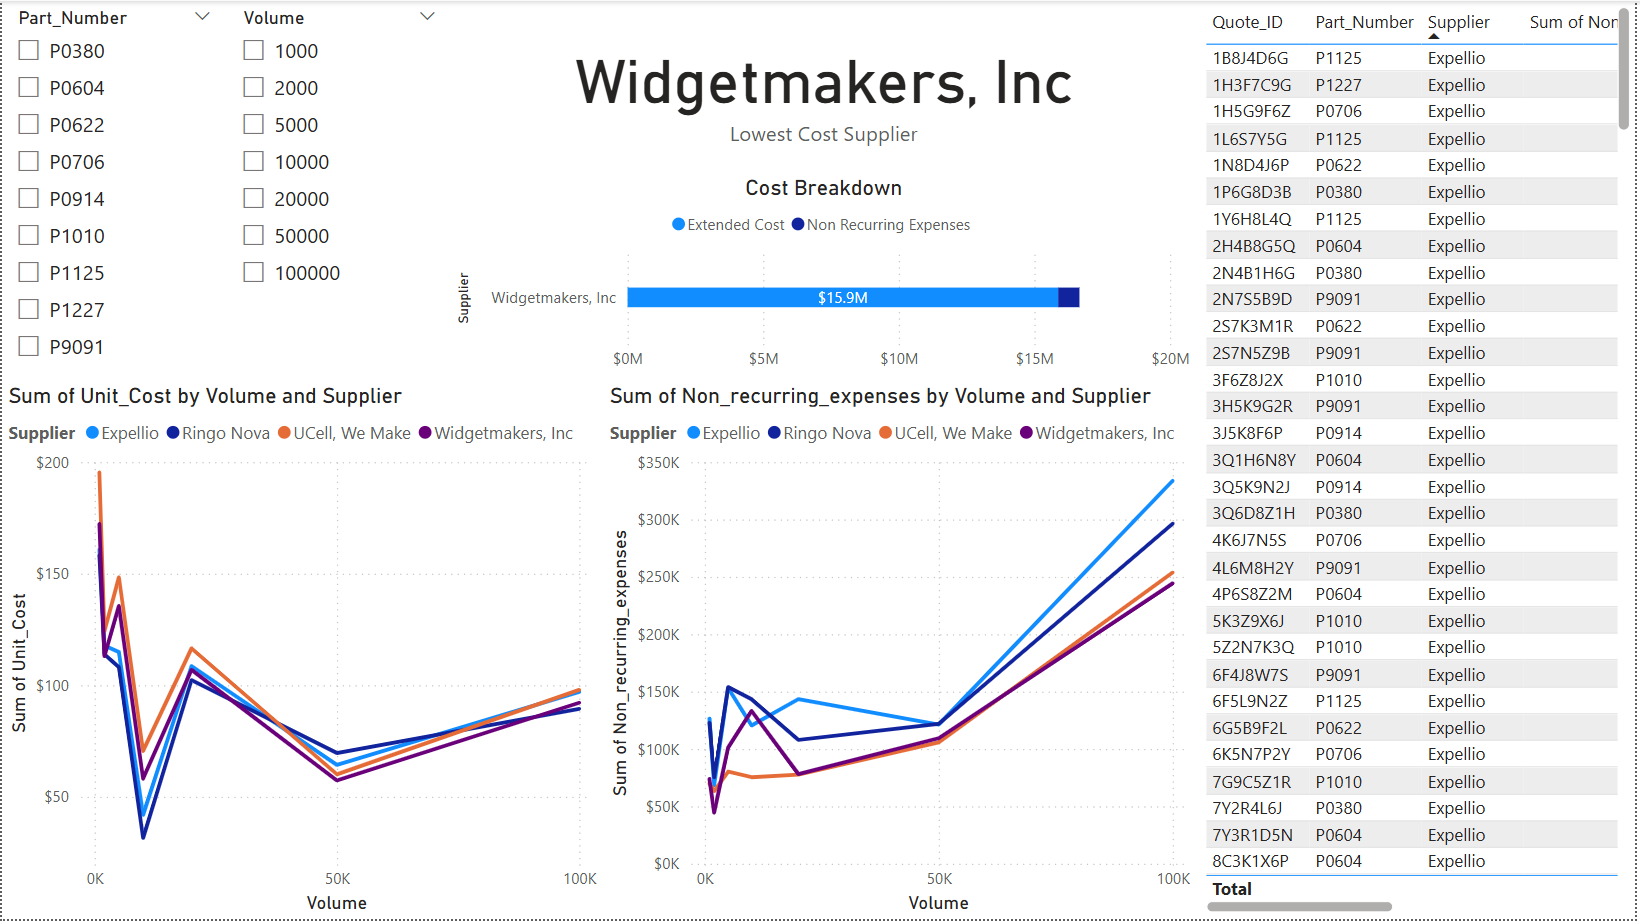 Part_Number
P0380
P0604
P0622
P0706
P0914
P1010
P1125
P1227
P9091
Volume
1000
2000
5000
10000
20000
50000
100000
Widgetmakers, Inc
Lowest Cost Supplier
Cost Breakdown
Extended Cost Non Recurring Expenses
Supplier
Widgetmakers, Inc
$15.9M
$0M $5M $10M $15M $20M
Sum of Unit_Cost by Volume and Supplier
Supplier Expellio Ringo Nova UCell, We Make Widgetmakers, Inc
Sum of Unit_Cost
$200
$150
$100
$50
0K 50K 100K
Volume
Sum of Non_recurring_expenses by Volume and Supplier
Supplier Expellio Ringo Nova UCell, We Make Widgetmakers, Inc
Sum of Non_recurring_expenses
$350K
$300K
$250K
$200K
$150K
$100K
$50K
$0K
0K 50K 100K
Volume
Quote_ID Part_Number Supplier Sum of Non
1B8J4D6G P1125 Expellio
1H3F7C9G P1227 Expellio
1H5G9F6Z P0706 Expellio
1L6S7Y5G P1125 Expellio
1N8D4J6P P0622 Expellio
1P6G8D3B P0380 Expellio
1Y6H8L4Q P1125 Expellio
2H4B8G5Q P0604 Expellio
2N4B1H6G P0380 Expellio
2N7S5B9D P9091 Expellio
2S7K3M1R P0622 Expellio
2S7N5Z9B P9091 Expellio
3F6Z8J2X P1010 Expellio
3H5K9G2R P9091 Expellio
3J5K8F6P P0914 Expellio
3Q1H6N8Y P0604 Expellio
3Q5K9N2J P0914 Expellio
3Q6D8Z1H P0380 Expellio
4K6J7N5S P0706 Expellio
4L6M8H2Y P9091 Expellio
4P6S8Z2M P0604 Expellio
5K3Z9X6J P1010 Expellio
5Z2N7K3Q P1010 Expellio
6F4J8W7S P9091 Expellio
6F5L9N2Z P1125 Expellio
6G5B9F2L P0622 Expellio
6K5N7P2Y P0706 Expellio
7G9C5Z1R P1010 Expellio
7Y2R4L6J P0380 Expellio
7Y3R1D5N P0604 Expellio
8C3K1X6P P0604 Expellio
Total